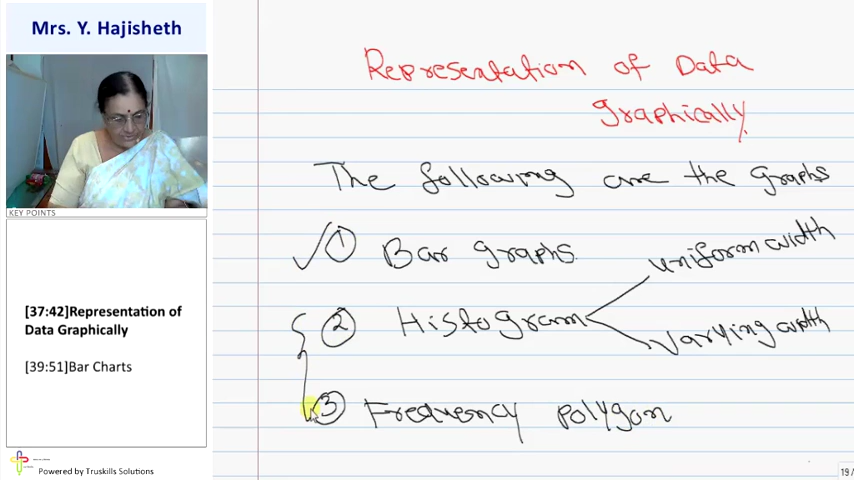 Mrs. Y. Hajisheth
KEY POINTS
[37:42]Representation of
Data Graphically
[39:51]Bar Charts
Powered by Truskills Solutions
Representation of Data
Graphically
The following are the Graphs
1 Bar Graphs.
uniform width
2 Histogram
Varying width
3 Frequency polygon
19/